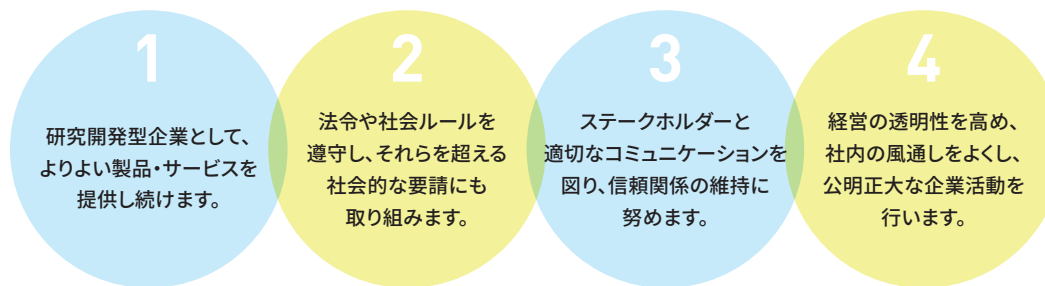 1
研究開発型企業として、
よりよい製品・サービスを
提供し続けます。
2
法令や社会ルールを
遵守し、それらを超える
社会的な要請にも
取り組みます。
3
ステークホルダーと
適切なコミュニケーションを
図り、信頼関係の維持に
努めます。
4
経営の透明性を高め、
社内の風通しをよくし、
公明正大な企業活動を
行います。